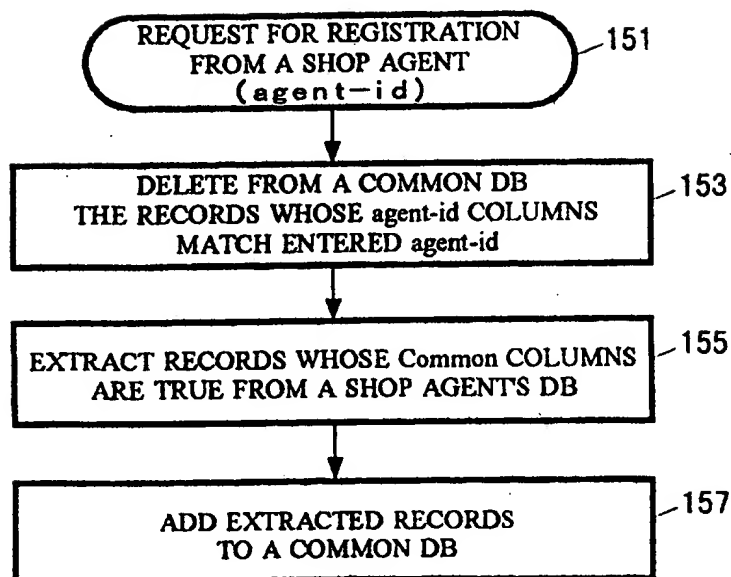 REQUEST FOR REGISTRATION
FROM A SHOP AGENT
(agent-id)
151
DELETE FROM A COMMON DB
THE RECORDS WHOSE agent-id COLUMNS
MATCH ENTERED agent-id
153
EXTRACT RECORDS WHOSE Common COLUMNS
ARE TRUE FROM A SHOP AGENT'S DB
155
ADD EXTRACTED RECORDS
TO A COMMON DB
157